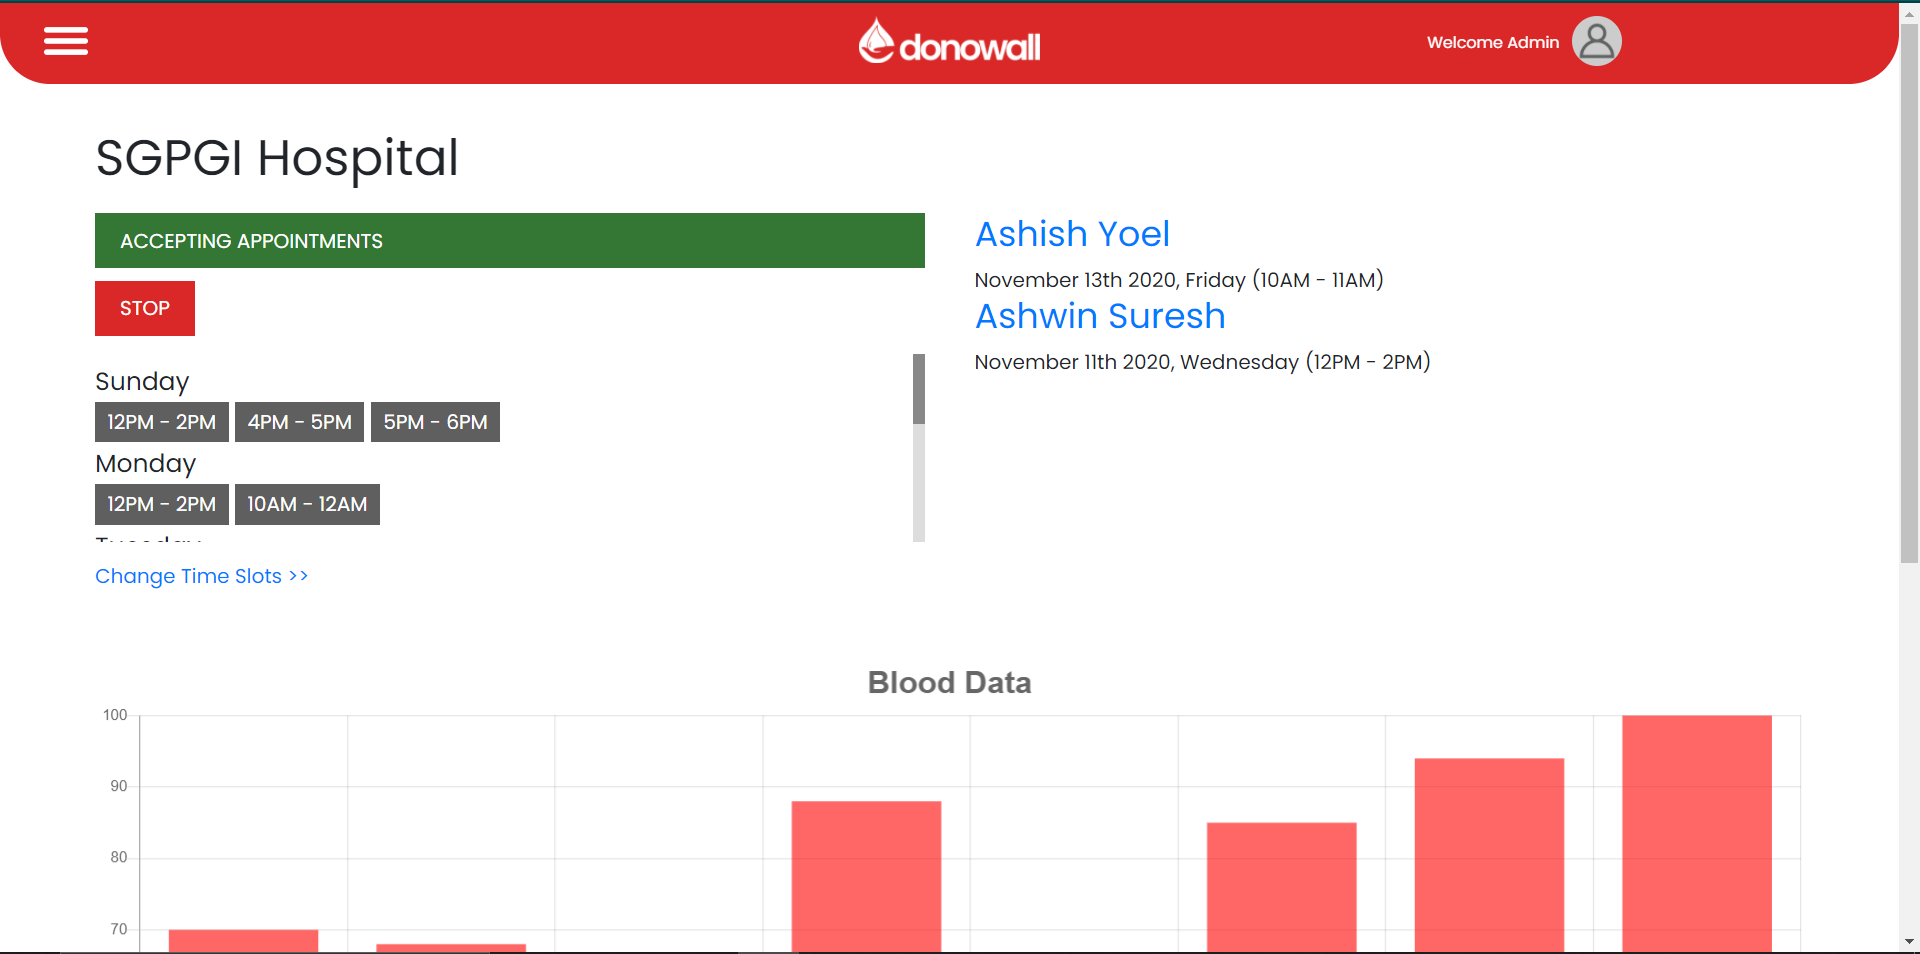 donowall
Welcome Admin
SGPGI Hospital
ACCEPTING APPOINTMENTS
STOP
Sunday
12PM - 2PM 4PM - 5PM 5PM - 6PM
Monday
12PM - 2PM 10AM - 12AM
Change Time Slots >>
Ashish Yoel
November 13th 2020, Friday (10AM - 11AM)
Ashwin Suresh
November 11th 2020, Wednesday (12PM - 2PM)
Blood Data
100
90
80
70